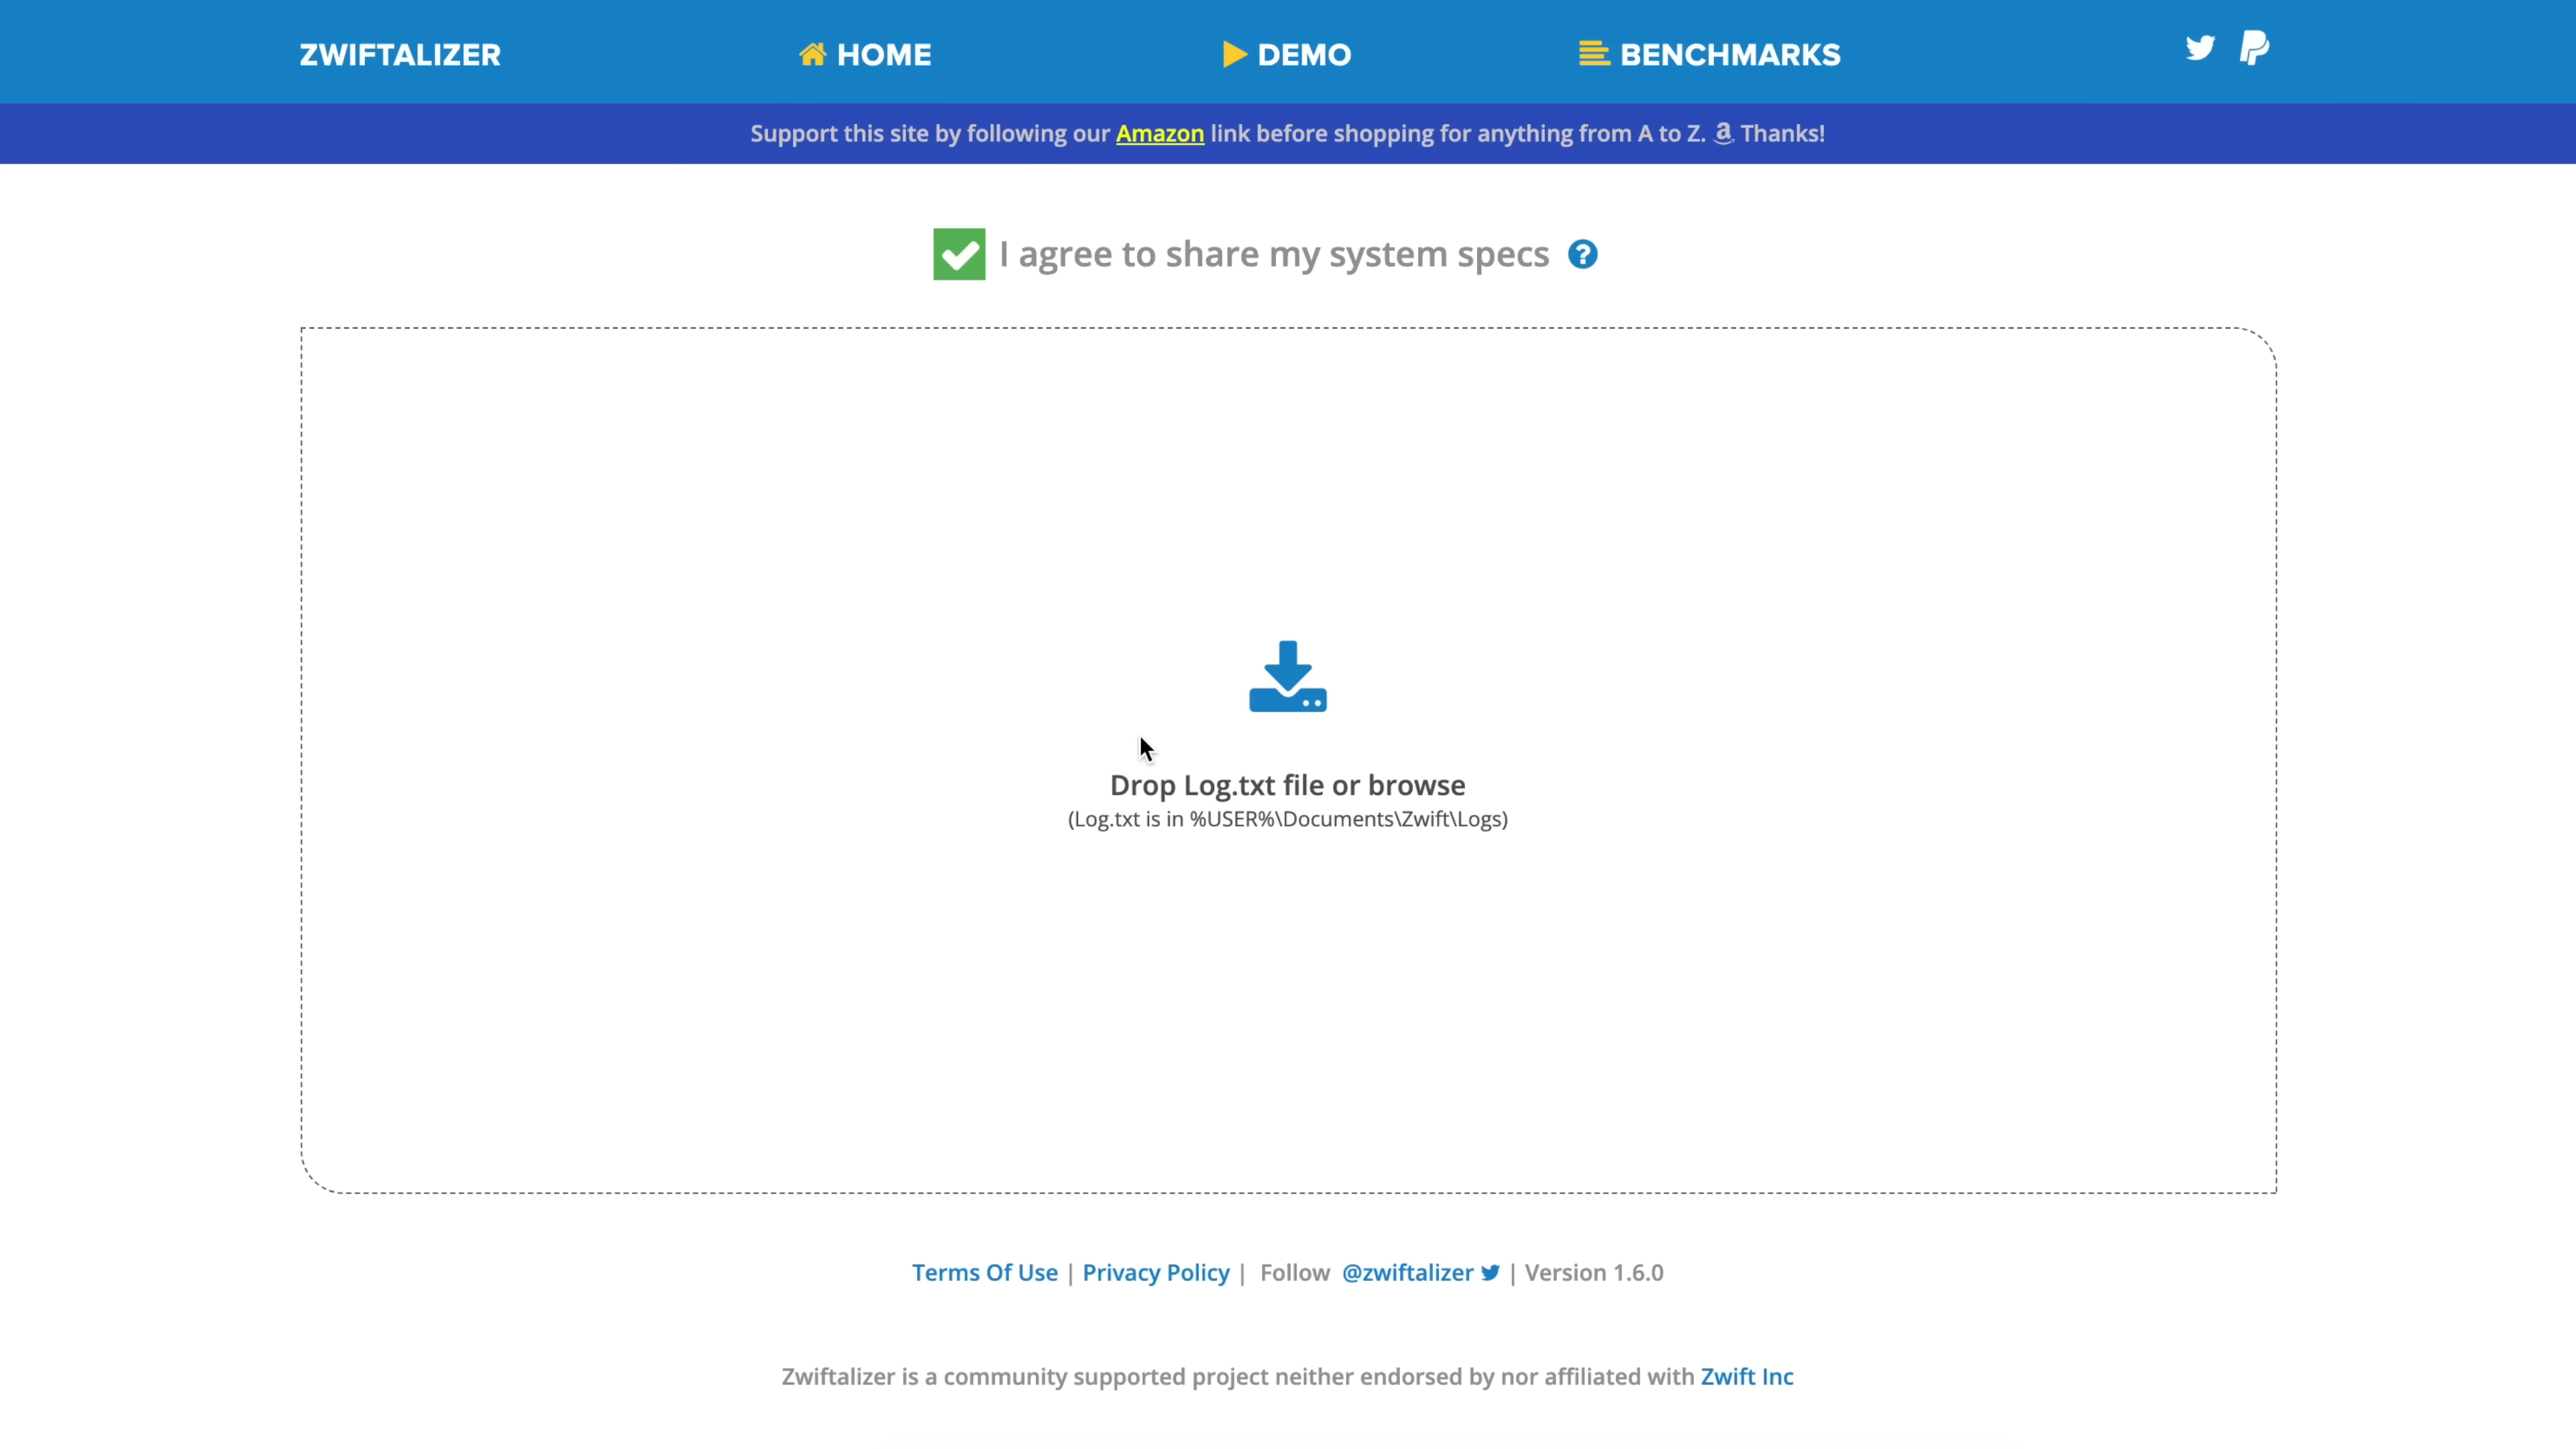 ZWIFTALIZER HOME DEMO BENCHMARKS
Support this site by following our Amazon link before shopping for anything from A to Z. Thanks!
I agree to share my system specs
Drop Log.txt file or browse
(Log.txt is in %USER%\Documents\Zwift\Logs)
Terms Of Use | Privacy Policy | Follow @zwiftalizer | Version 1.6.0
Zwiftalizer is a community supported project neither endorsed by nor affiliated with Zwift Inc